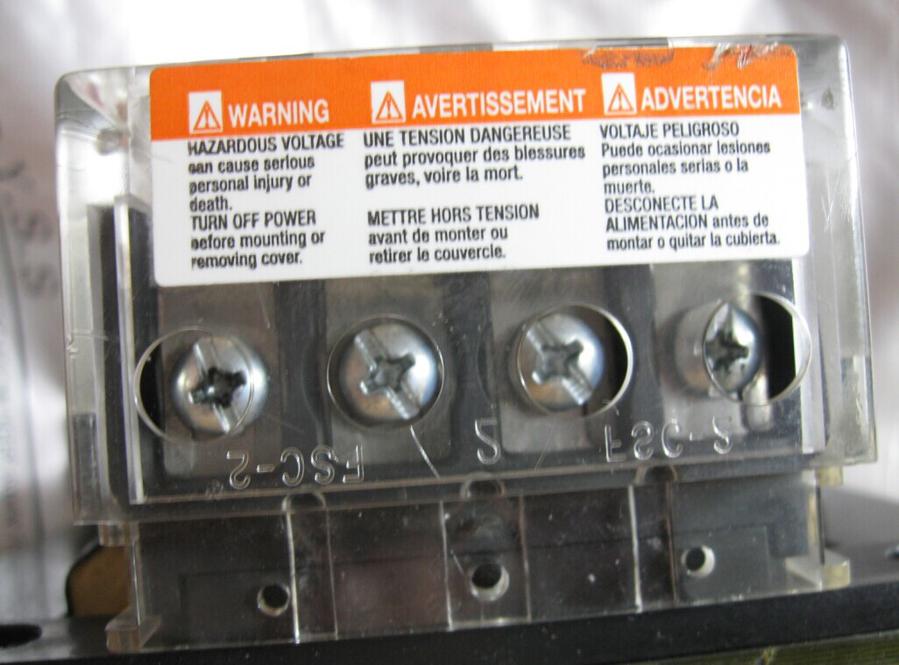 WARNING
HAZARDOUS VOLTAGE
can cause serious
personal injury or
death.
TURN OFF POWER
before mounting or
removing cover.
AVERTISSEMENT
UNE TENSION DANGEREUSE
peut provoquer des blessures
graves, voire la mort.
METTRE HORS TENSION
avant de monter ou
retirer le couvercle.
ADVERTENCIA
VOLTAJE PELIGROSO
Puede ocasionar lesiones
personales serias o la
muerte.
DESCONECTE LA
ALIMENTACION antes de
montar o quitar la cubierta.
FSC-2
2
FSC-2